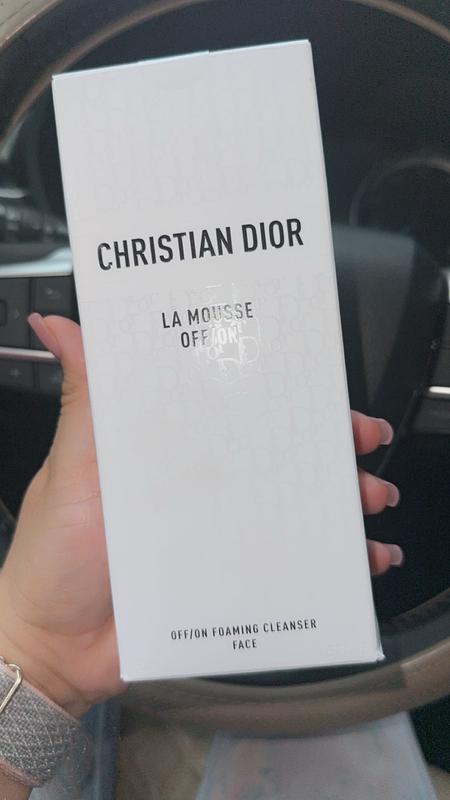 CHRISTIAN DIOR
LA MOUSSE
OFF/ON
OFF/ON FOAMING CLEANSER
FACE